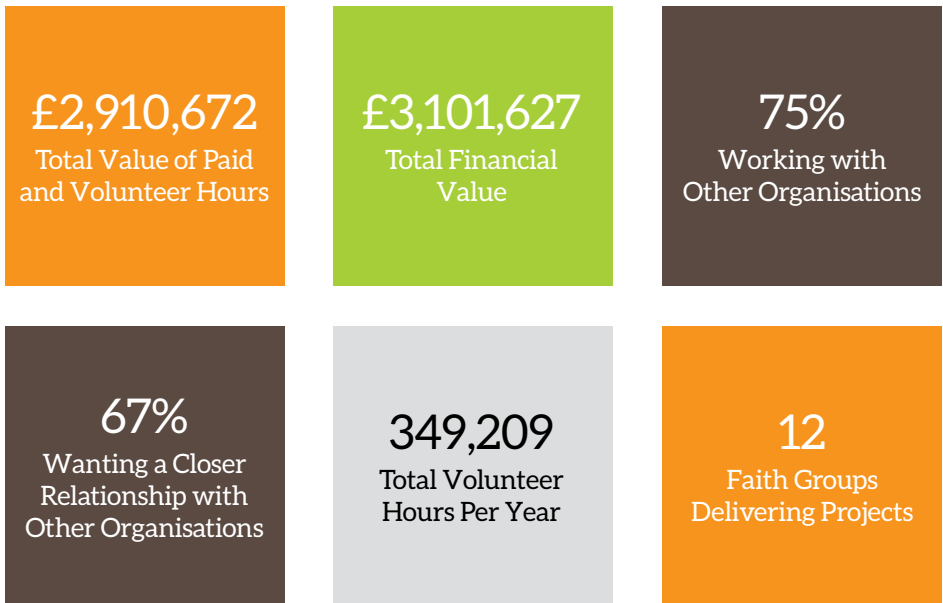 £2,910,672
Total Value of Paid
and Volunteer Hours
£3,101,627
Total Financial
Value
75%
Working with
Other Organisations
67%
Wanting a Closer
Relationship with
Other Organisations
349,209
Total Volunteer
Hours Per Year
12
Faith Groups
Delivering Projects